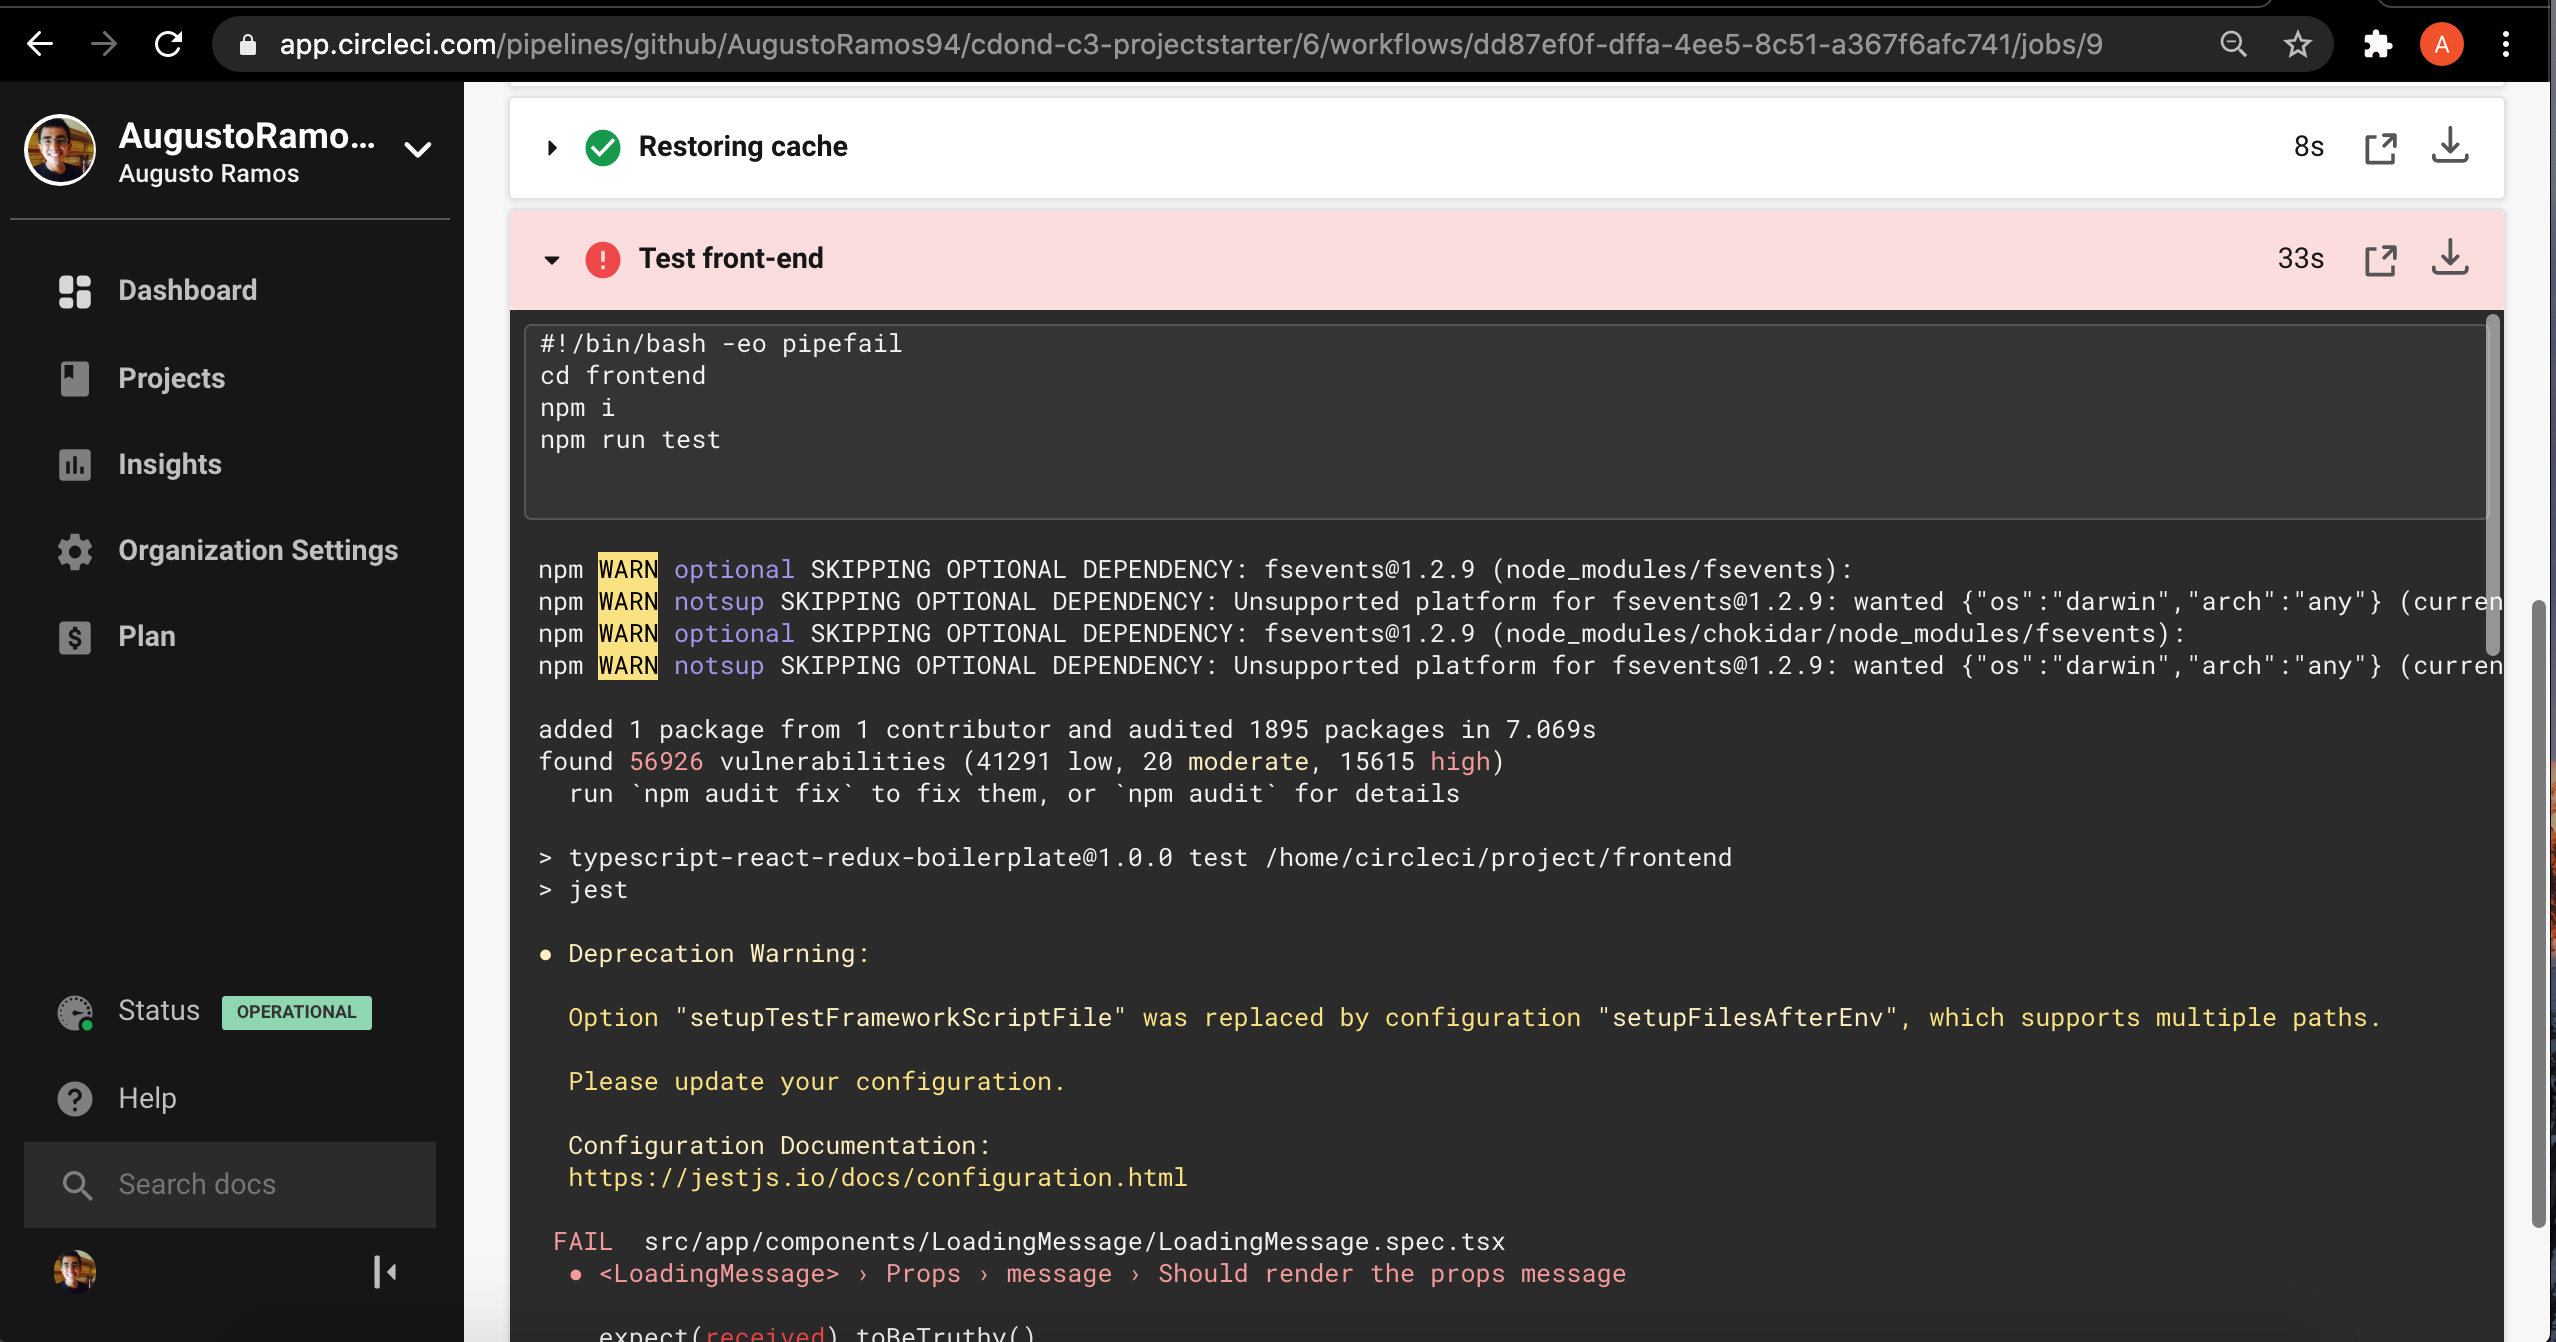 app.circleci.com/pipelines/github/AugustoRamos94/cdond-c3-projectstarter/6/workflows/dd87ef0f-dffa-4ee5-8c51-a367f6afc741/jobs/9
A
AugustoRamo...
Augusto Ramos
Dashboard
Projects
Insights
Organization Settings
Plan
Status OPERATIONAL
Help
Search docs
Restoring cache 8s
Test front-end 33s
#!/bin/bash -eo pipefail
cd frontend
npm i
npm run test
npm WARN optional SKIPPING OPTIONAL DEPENDENCY: fsevents@1.2.9 (node_modules/fsevents):
npm WARN notsup SKIPPING OPTIONAL DEPENDENCY: Unsupported platform for fsevents@1.2.9: wanted {"os":"darwin","arch":"any"} (curren
npm WARN optional SKIPPING OPTIONAL DEPENDENCY: fsevents@1.2.9 (node_modules/chokidar/node_modules/fsevents):
npm WARN notsup SKIPPING OPTIONAL DEPENDENCY: Unsupported platform for fsevents@1.2.9: wanted {"os":"darwin","arch":"any"} (curren
added 1 package from 1 contributor and audited 1895 packages in 7.069s
found 56926 vulnerabilities (41291 low, 20 moderate, 15615 high)
run `npm audit fix` to fix them, or `npm audit` for details
> typescript-react-redux-boilerplate@1.0.0 test /home/circleci/project/frontend
> jest
● Deprecation Warning:
Option "setupTestFrameworkScriptFile" was replaced by configuration "setupFilesAfterEnv", which supports multiple paths.
Please update your configuration.
Configuration Documentation:
https://jestjs.io/docs/configuration.html
FAIL src/app/components/LoadingMessage/LoadingMessage.spec.tsx
● <LoadingMessage> › Props › message › Should render the props message
expect(received).toBeTruthy()